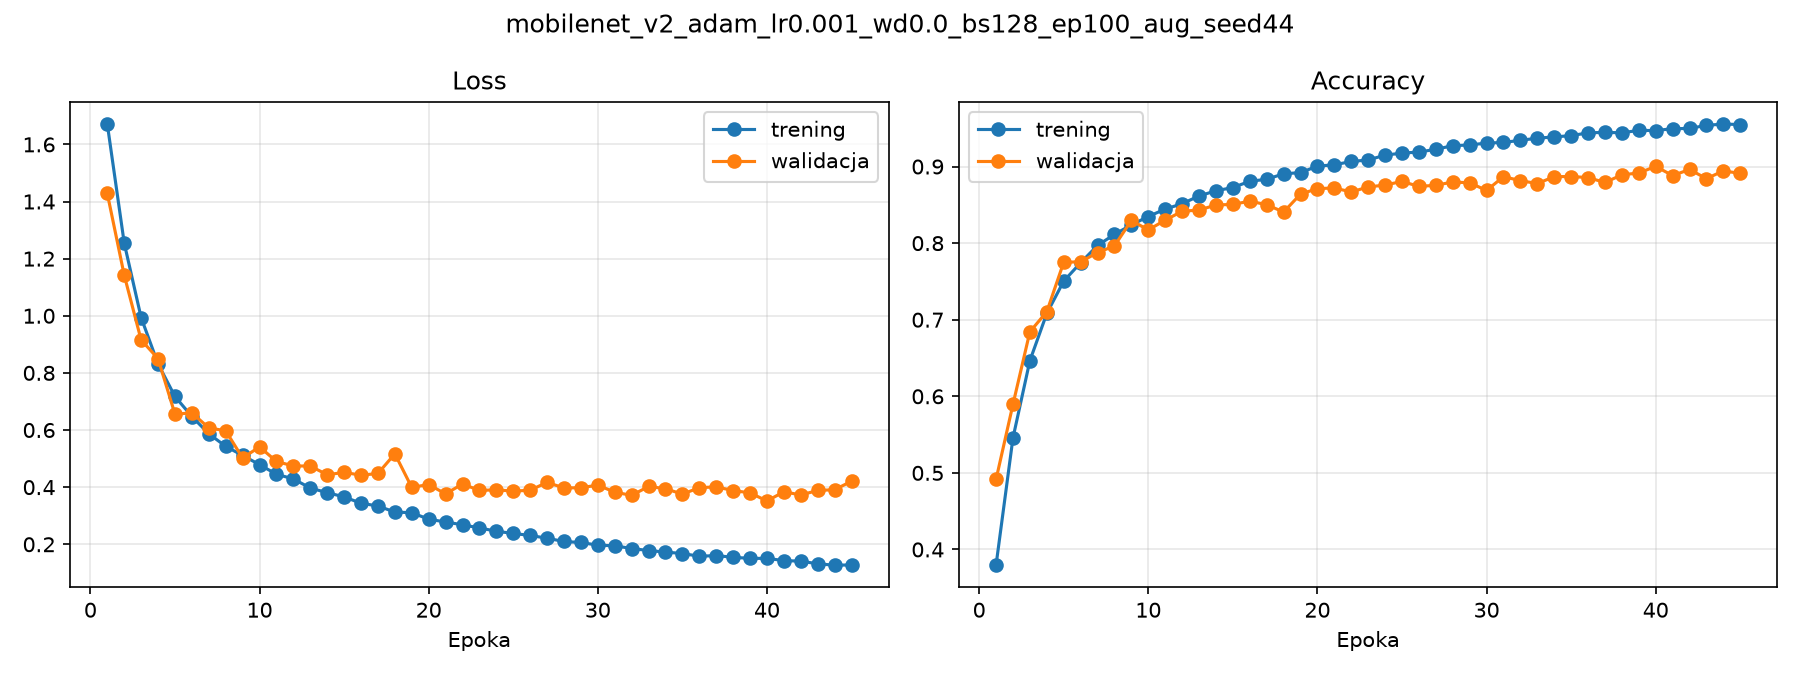 mobilenet_v2_adam_lr0.001_wd0.0_bs128_ep100_aug_seed44
Loss
trening
walidacja
1.6
1.4
1.2
1.0
0.8
0.6
0.4
0.2
0 10 20 30 40
Epoka
Accuracy
trening
walidacja
0.9
0.8
0.7
0.6
0.5
0.4
0 10 20 30 40
Epoka